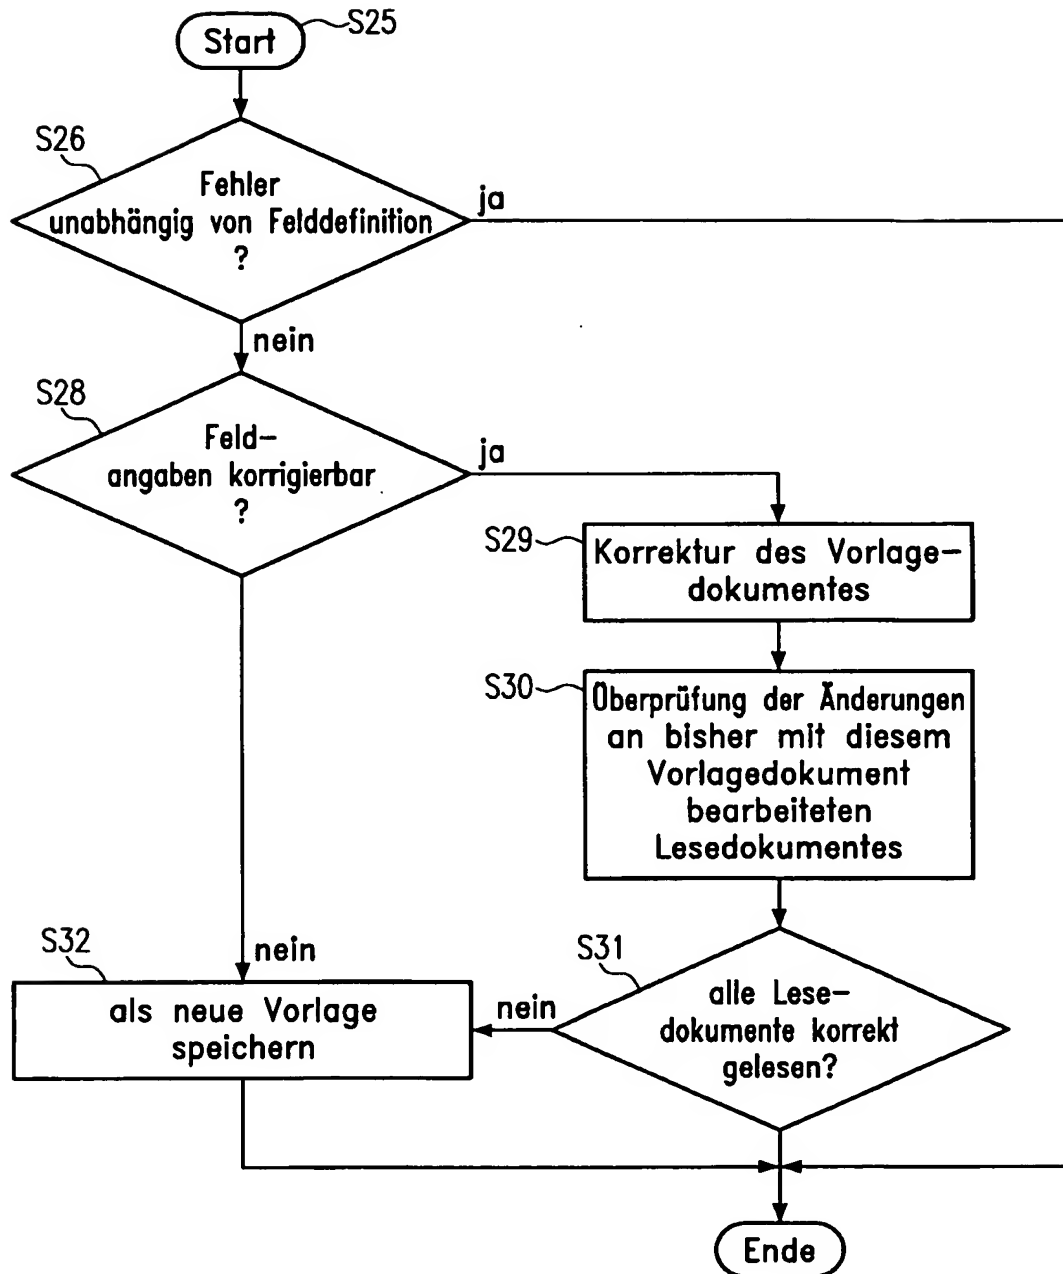 S25
Start
S26
Fehler
unabhängig von Felddefinition
?
ja
nein
S28
Feld-
angaben korrigierbar
?
ja
S29
Korrektur des Vorlage-
dokumentes
S30
Überprüfung der Änderungen
an bisher mit diesem
Vorlagedokument
bearbeiteten
Lesedokumentes
nein
S32
als neue Vorlage
speichern
nein
S31
alle Lese-
dokumente korrekt
gelesen?
Ende